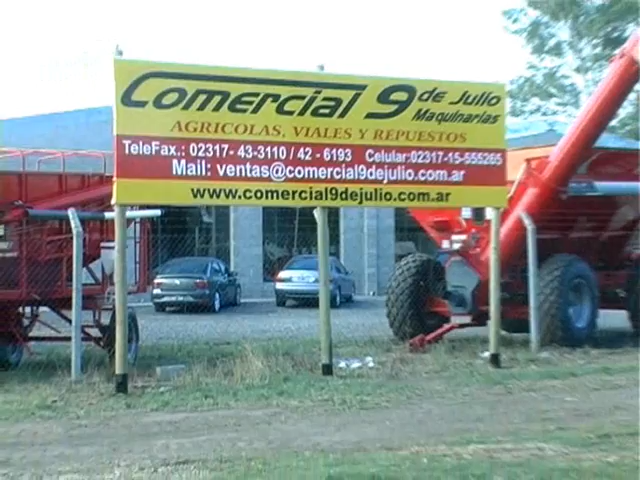 Comercial 9 de Julio
Maquinarias
AGRICOLAS, VIALES Y REPUESTOS
TeleFax.: 02317- 43-3110 / 42 - 6193 Celular:02317-15-555265
Mail: ventas@comercial9dejulio.com.ar
www.comercial9dejulio.com.ar